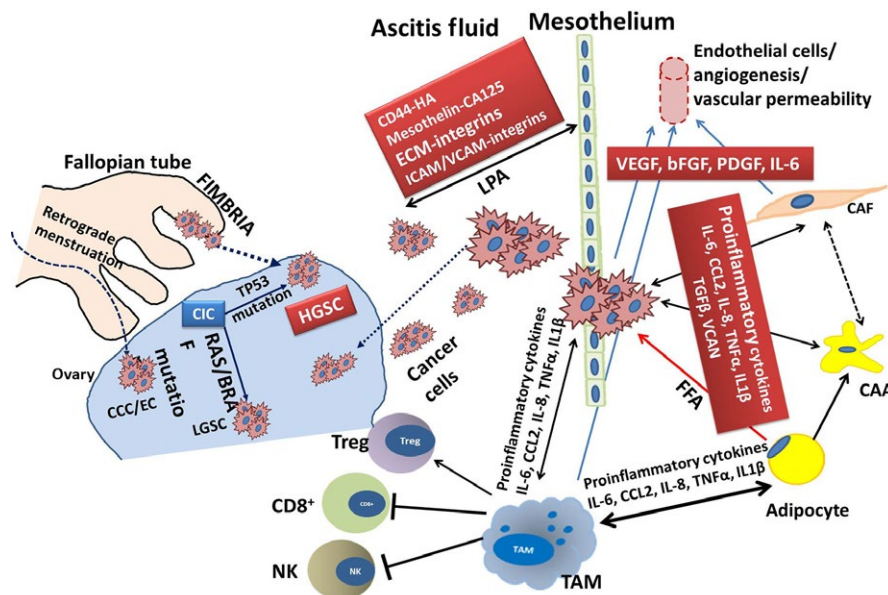 Ascitis fluid
Mesothelium
Endothelial cells/
angiogenesis/
vascular permeability
CD44-HA
Mesothelin-CA125
ECM-integrins
ICAM/VCAM-integrins
LPA
VEGF, bFGF, PDGF, IL-6
Fallopian tube
FIMBRIA
Retrograde
menstruation
CAF
Proinflammatory cytokines
IL-6, CCL2, IL-8, TNFα, IL1β
TGFβ, VCAN
TP53
mutation
CIC
HGSC
RAS/BRA
F
mutatio
Ovary
CCC/EC
LGSC
Cancer
cells
Proinflammatory cytokines
IL-6, CCL2, IL-8, TNFα, IL1β
FFA
CAA
Treg
Treg
Proinflammatory cytokines
IL-6, CCL2, IL-8, TNFα, IL1β
Adipocyte
CD8+
CD8+
TAM
TAM
NK
NK